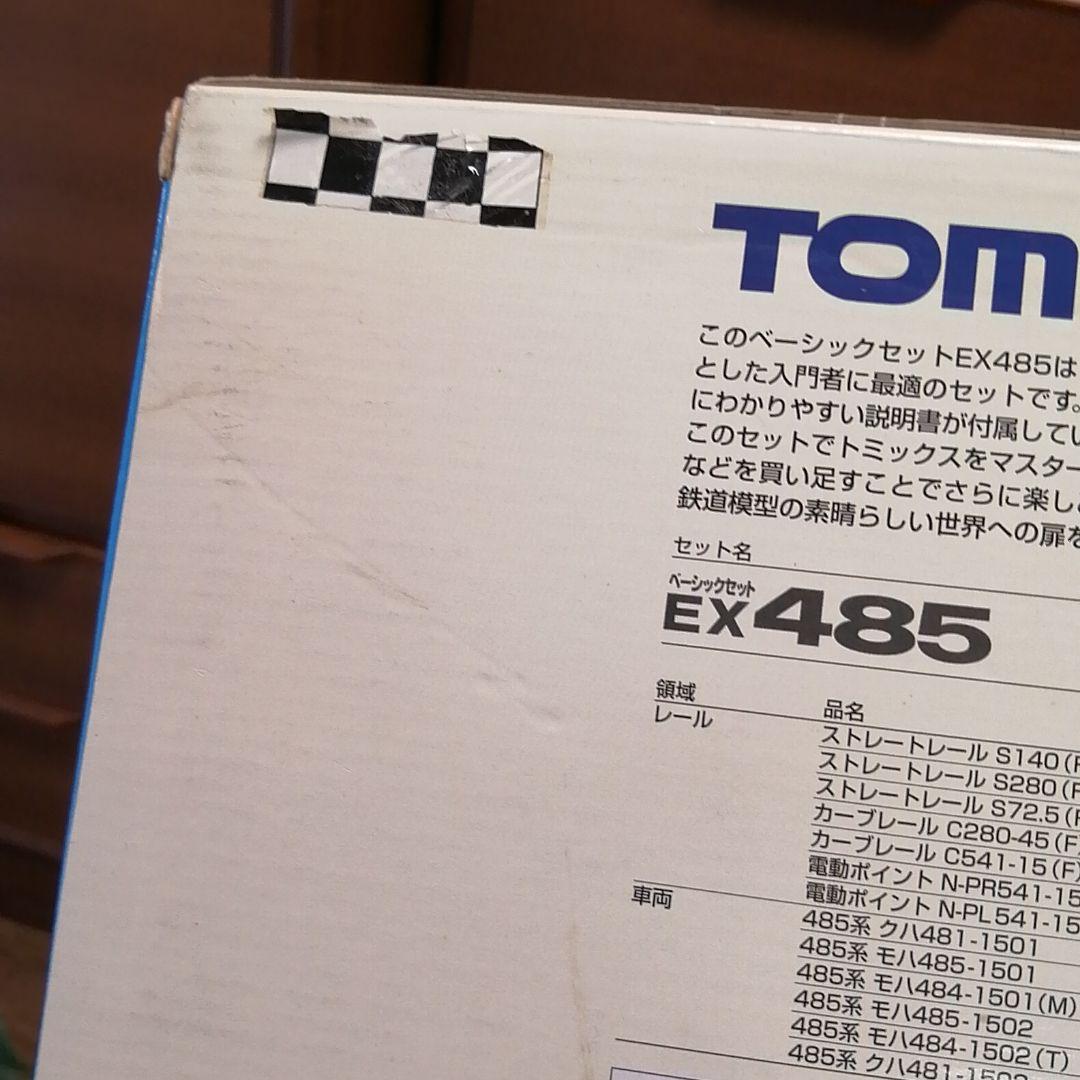 TOM
このベーシックセットEX485は
とした入門者に最適のセットです。
にわかりやすい説明書が付属してい
このセットでトミックスをマスター
などを買い足すことでさらに楽し
鉄道模型の素晴らしい世界への扉を
セット名
ベーシックセット
EX485
領域 品名
レール
ストレートレール S140(F
ストレートレール S280(F
ストレートレール S72.5(F
カーブレール C280-45(F)
カーブレール C541-15(F)
電動ポイント N-PR541-15
電動ポイント N-PL541-15
車両
485系 クハ481-1501
485系 モハ485-1501
485系 モハ484-1501(M)
485系 モハ485-1502
485系 モハ484-1502(T)
485系 クハ481-1502